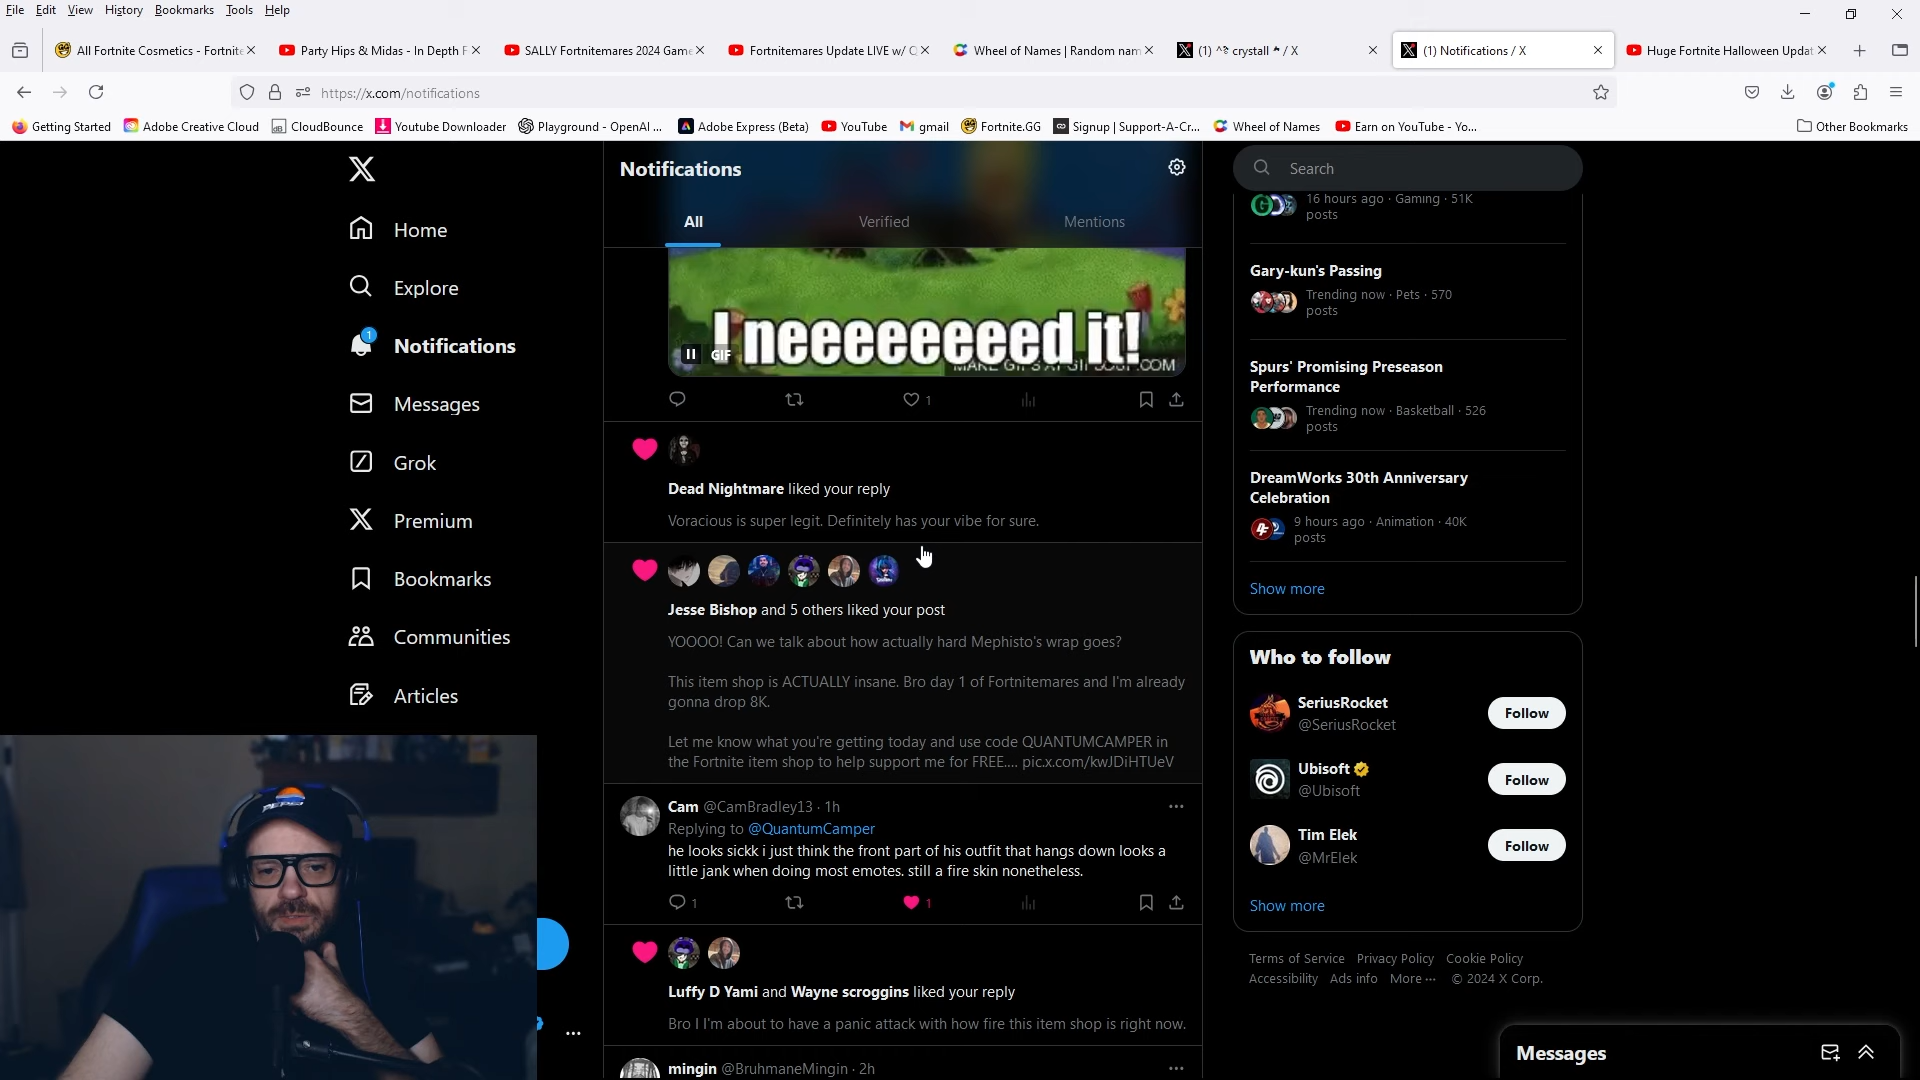 File Edit View History Bookmarks Tools Help
All Fortnite Cosmetics - Fortnite
Party Hips & Midas - In Depth F
SALLY Fortnitemares 2024 Game
Fortnitemares Update LIVE w/ Q
Wheel of Names | Random nam
(1) ^? crystall / X
(1) Notifications / X
Huge Fortnite Halloween Updat
https://x.com/notifications
Getting Started
Adobe Creative Cloud
CloudBounce
Youtube Downloader
Playground - OpenAI ...
Adobe Express (Beta)
YouTube
gmail
Fortnite.GG
Signup | Support-A-Cr...
Wheel of Names
Earn on YouTube - Yo...
Other Bookmarks
Home
Explore
1
Notifications
Messages
Grok
Premium
Communities
Bookmarks
Articles
Notifications
All Verified Mentions
I neeeeeeeed it!
GIF
MAKE GIFS AT GIFSOUP.COM
1
Dead Nightmare liked your reply
Voracious is super legit. Definitely has your vibe for sure.
Jesse Bishop and 5 others liked your post
YOOOO! Can we talk about how actually hard Mephisto's wrap goes?
This item shop is ACTUALLY insane. Bro day 1 of Fortnitemares and I'm already
gonna drop 8K.
Let me know what you're getting today and use code QUANTUMCAMPER in
the Fortnite item shop to help support me for FREE.... pic.x.com/kwJDiHTUeV
Cam @CamBradley13 · 1h
Replying to @QuantumCamper
he looks sickk i just think the front part of his outfit that hangs down looks a
little jank when doing most emotes. still a fire skin nonetheless.
1 1
Luffy D Yami and Wayne scroggins liked your reply
Bro I I'm about to have a panic attack with how fire this item shop is right now.
mingin @BruhmaneMingin · 2h
Search
16 hours ago · Gaming · 51K
posts
Gary-kun's Passing
Trending now · Pets · 570
posts
Spurs' Promising Preseason
Performance
Trending now · Basketball · 526
posts
DreamWorks 30th Anniversary
Celebration
9 hours ago · Animation · 40K
posts
Show more
Who to follow
SeriusRocket
@SeriusRocket
Follow
Ubisoft
@Ubisoft
Follow
Tim Elek
@MrElek
Follow
Show more
Terms of Service Privacy Policy Cookie Policy
Accessibility Ads info More ··· © 2024 X Corp.
Messages
PEPSI